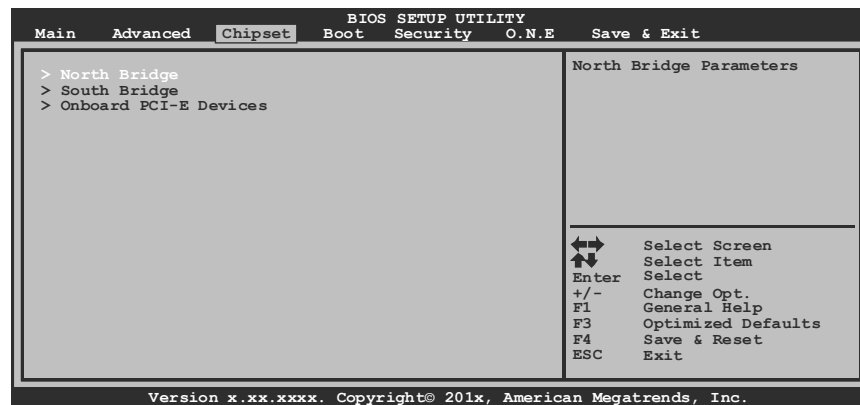 BIOS SETUP UTILITY
Main Advanced Chipset Boot Security O.N.E Save & Exit
> North Bridge
> South Bridge
> Onboard PCI-E Devices
North Bridge Parameters
Select Screen
Select Item
Enter Select
+/- Change Opt.
F1 General Help
F3 Optimized Defaults
F4 Save & Reset
ESC Exit
Version x.xx.xxxx. Copyright© 201x, American Megatrends, Inc.